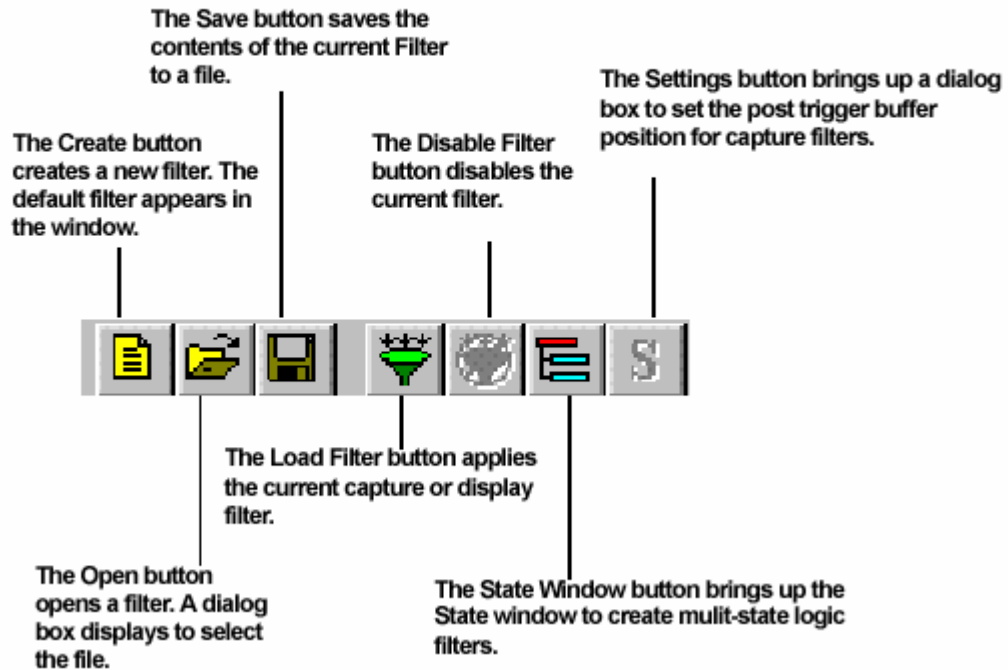 The Save button saves the
contents of the current Filter
to a file.
The Settings button brings up a dialog
box to set the post trigger buffer
position for capture filters.
The Create button
creates a new filter. The
default filter appears in
the window.
The Disable Filter
button disables the
current filter.
S
The Load Filter button applies
the current capture or display
filter.
The Open button
opens a filter. A dialog
box displays to select
the file.
The State Window button brings up the
State window to create mulit-state logic
filters.